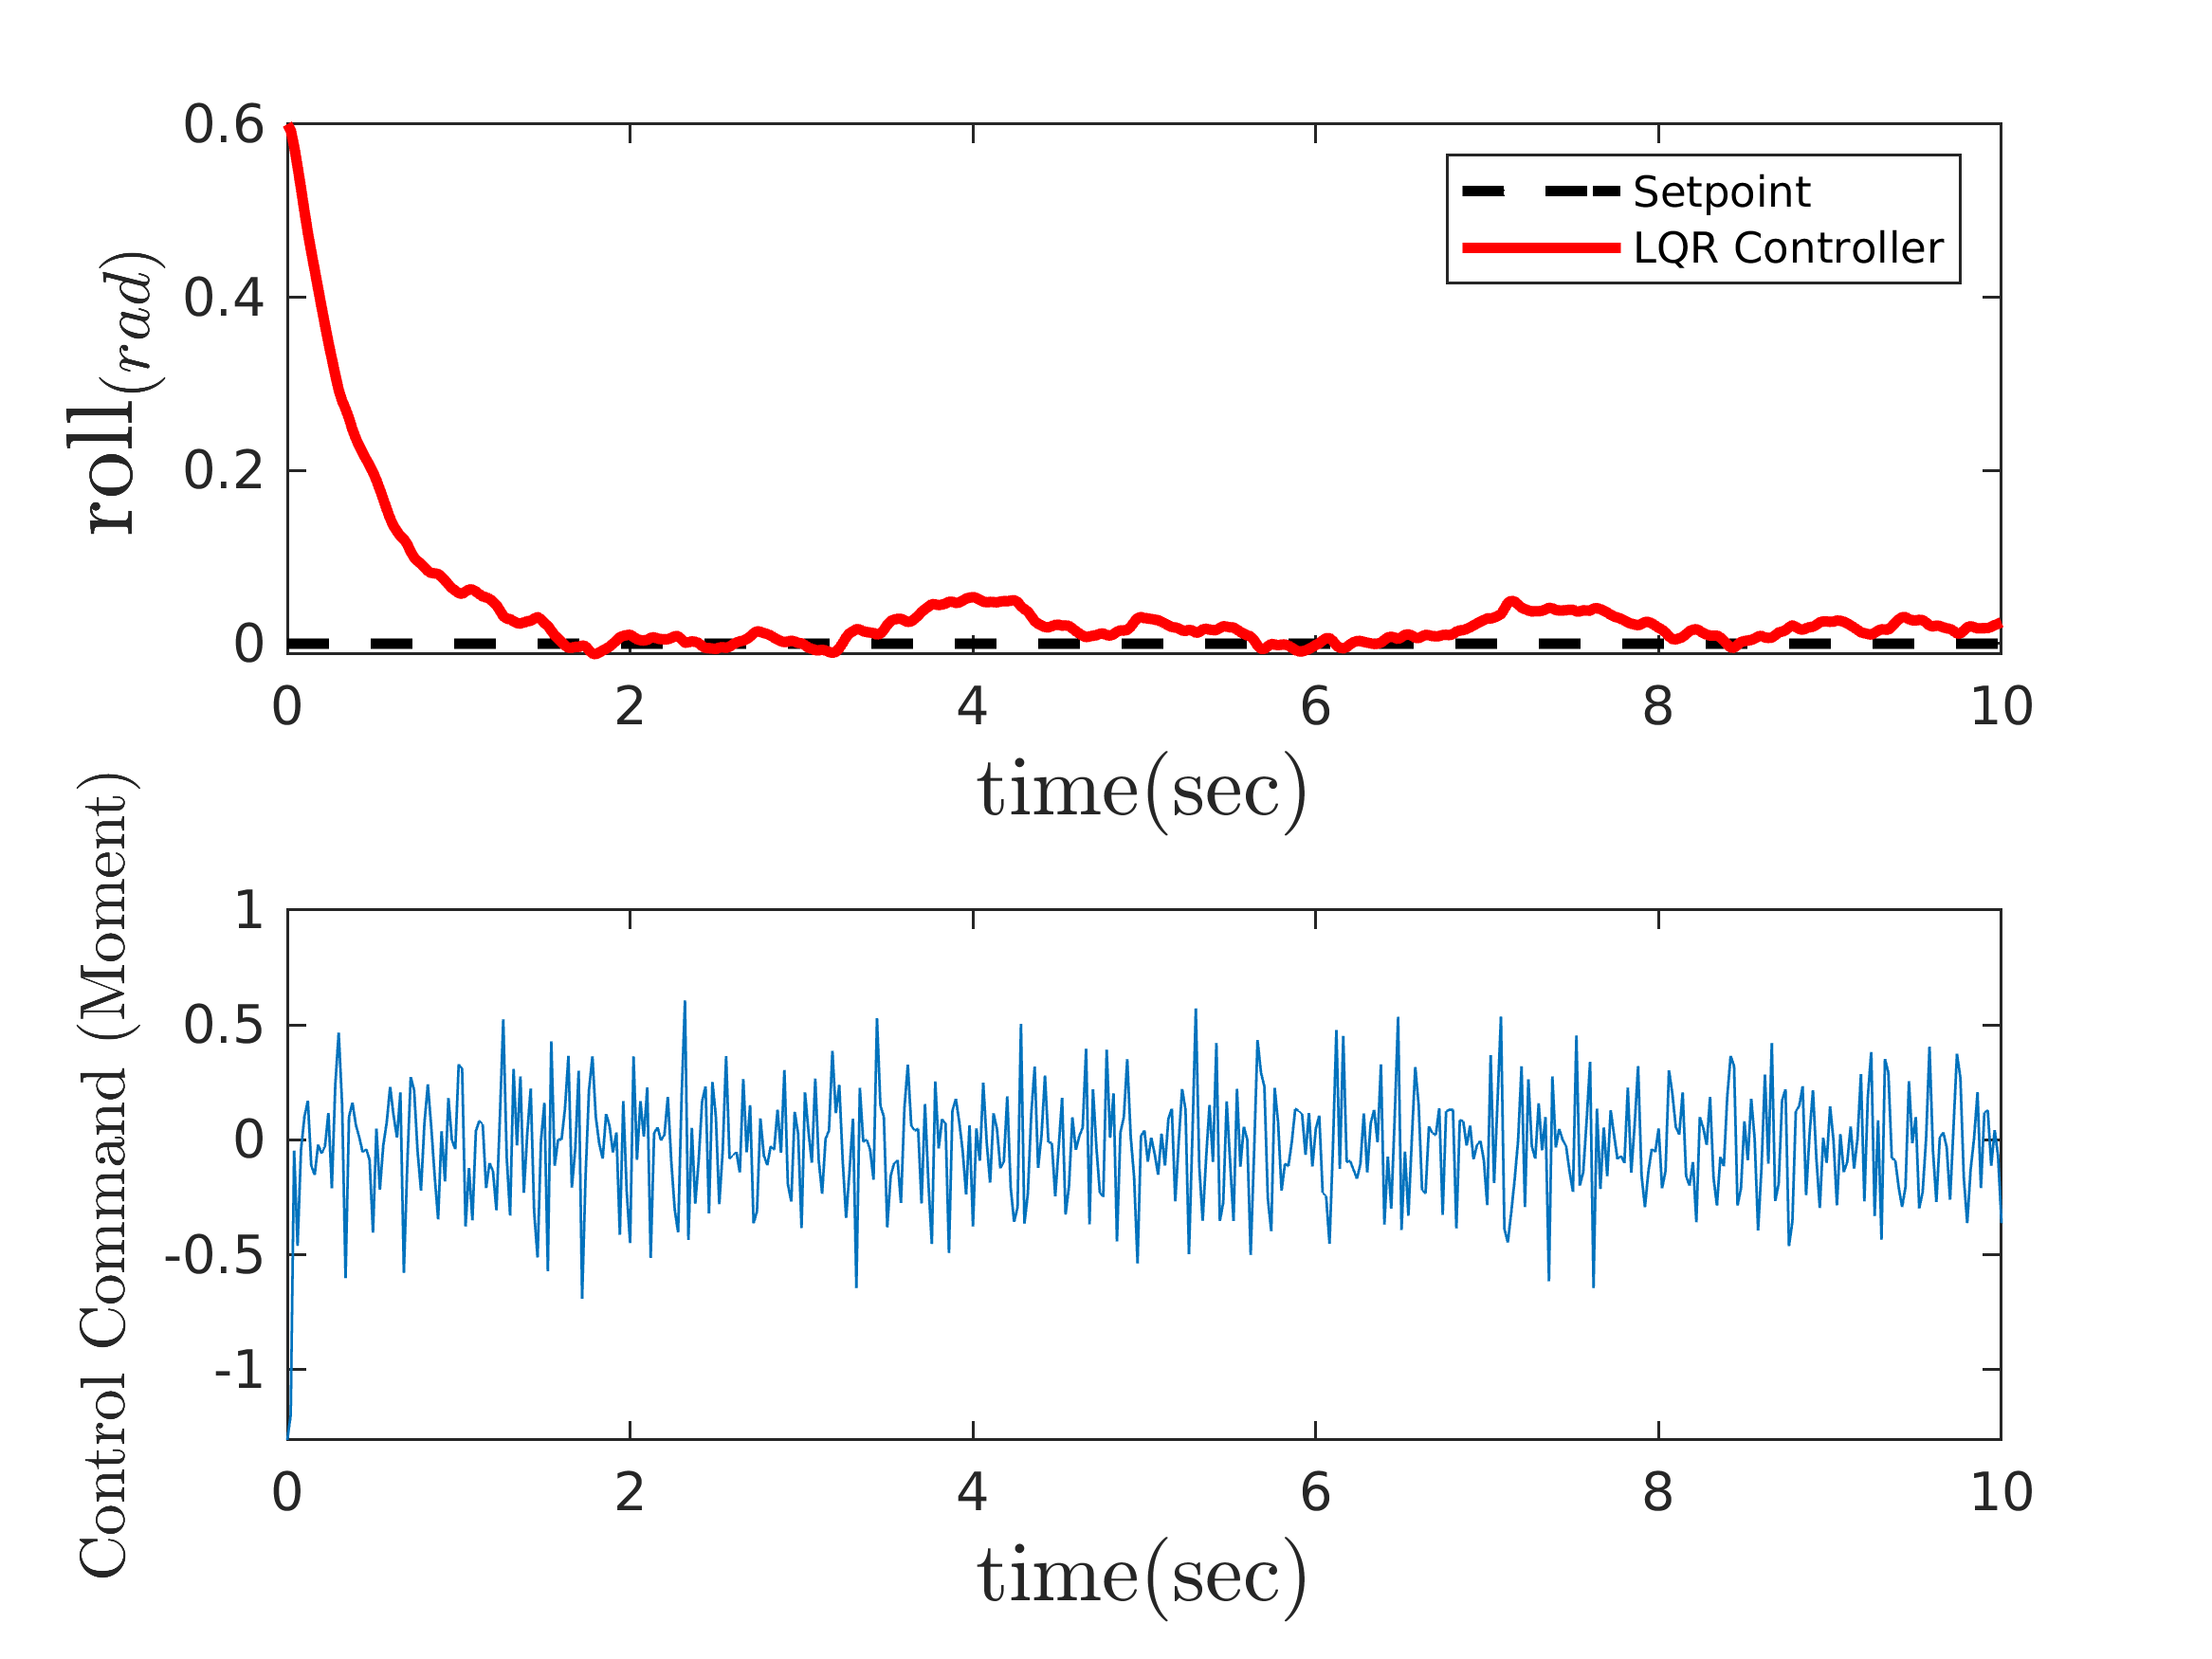 roll(rad)
0.6
0.4
0.2
0
Setpoint
LQR Controller
0 2 4 6 8 10
time(sec)
Control Command (Moment)
1
0.5
0
-0.5
-1
0 2 4 6 8 10
time(sec)